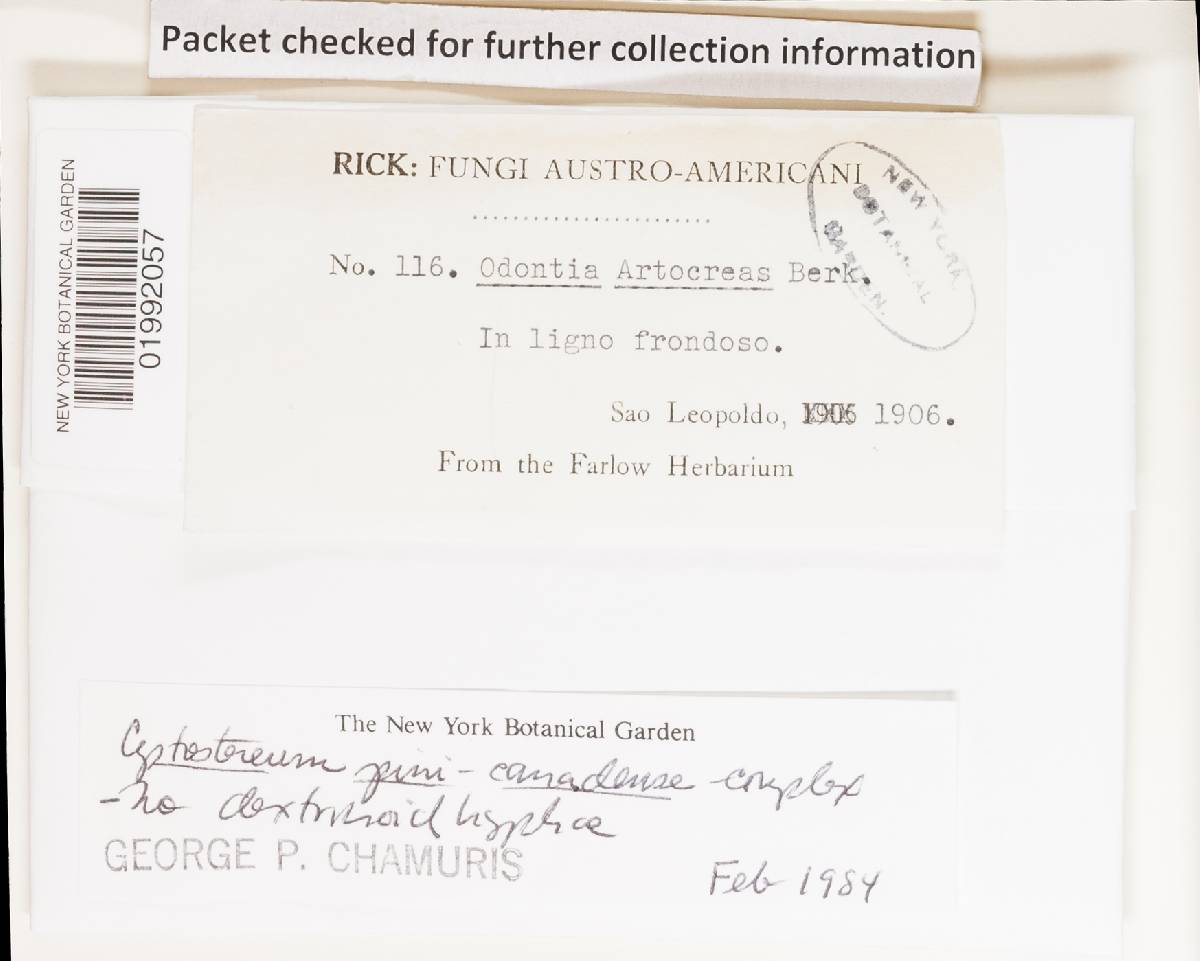 Packet checked for further collection information
NEW YORK BOTANICAL GARDEN
01992057
RICK: FUNGI AUSTRO-AMERICANI
NEW YORK
BOTANICAL
GARDEN.
No. 116. Odontia Artocreas Berk.
In ligno frondoso.
Sao Leopoldo, 1906.
From the Farlow Herbarium
The New York Botanical Garden
Cystostereum pini-canadense complex
- no dextrinoid hyphae
GEORGE P. CHAMURIS
Feb 1984